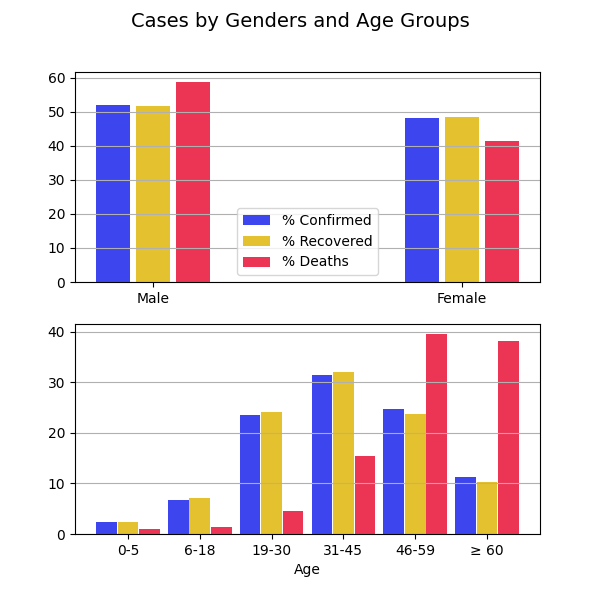 Cases by Genders and Age Groups
60
50
40
30
20
10
0
% Confirmed
% Recovered
% Deaths
Male Female
40
30
20
10
0
0-5 6-18 19-30 31-45 46-59 ≥ 60
Age